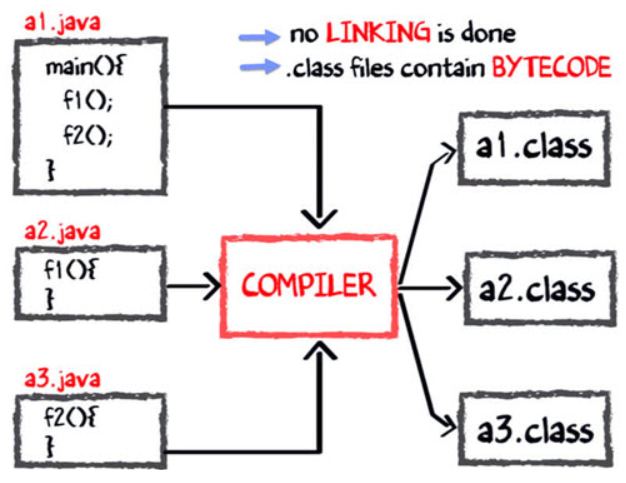 a1.java
main(){
f1();
f2();
}
no LINKING is done
.class files contain BYTECODE
a2.java
f1(){
}
a3.java
f2(){
}
COMPILER
a1.class
a2.class
a3.class